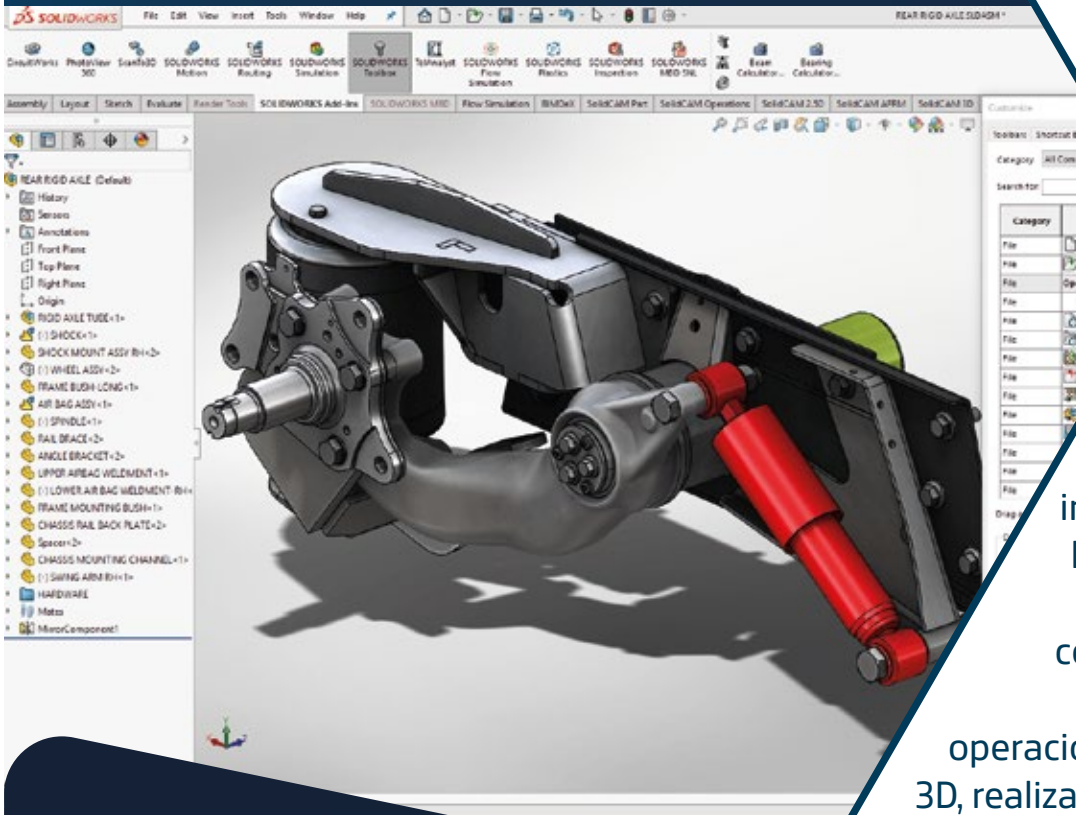 SOLIDWORKS File Edit View Insert Tools Window Help
REAR RIGID AXLE.SLDASM *
CircuitWorks PhotoView 360 ScanTo3D SOLIDWORKS Motion SOLIDWORKS Routing SOLIDWORKS Simulation SOLIDWORKS Toolbox TolAnalyst SOLIDWORKS Flow Simulation SOLIDWORKS Plastics SOLIDWORKS Inspection SOLIDWORKS MBD SNL Beam Calculator... Bearing Calculator...
Assembly Layout Sketch Evaluate Render Tools SOLIDWORKS Add-Ins SOLIDWORKS MBD Flow Simulation SolidCAM Part SolidCAM Operations SolidCAM 2.5D SolidCAM AFRM SolidCAM 3D
Customize
Toolbars Shortcut B
Category: All Com
Search for:
Category
File
File
File Ope
File
File
File
File
File
File
File
File
File
File
REAR RIGID AXLE (Default)
History
Sensors
Annotations
Front Plane
Top Plane
Right Plane
Origin
RIGID AXLE TUBE<1>
(-) SHOCK<1>
SHOCK MOUNT ASSY RH<2>
(-) WHEEL ASSY<2>
FRAME BUSH-LONG<1>
AIR BAG ASSY<1>
(-) SPINDLE<1>
RAIL BRACE<2>
ANGLE BRACKET<2>
UPPER AIRBAG WELDMENT<1>
(-) LOWER AIR BAG WELDMENT-RH<
FRAME MOUNTING BUSH<1>
CHASSIS RAIL BACK PLATE<2>
Spacer<2>
CHASSIS MOUNTING CHANNEL<1>
(-) SWING ARM RH<1>
HARDWARE
Mates
MirrorComponent1
operacio
3D, realiza